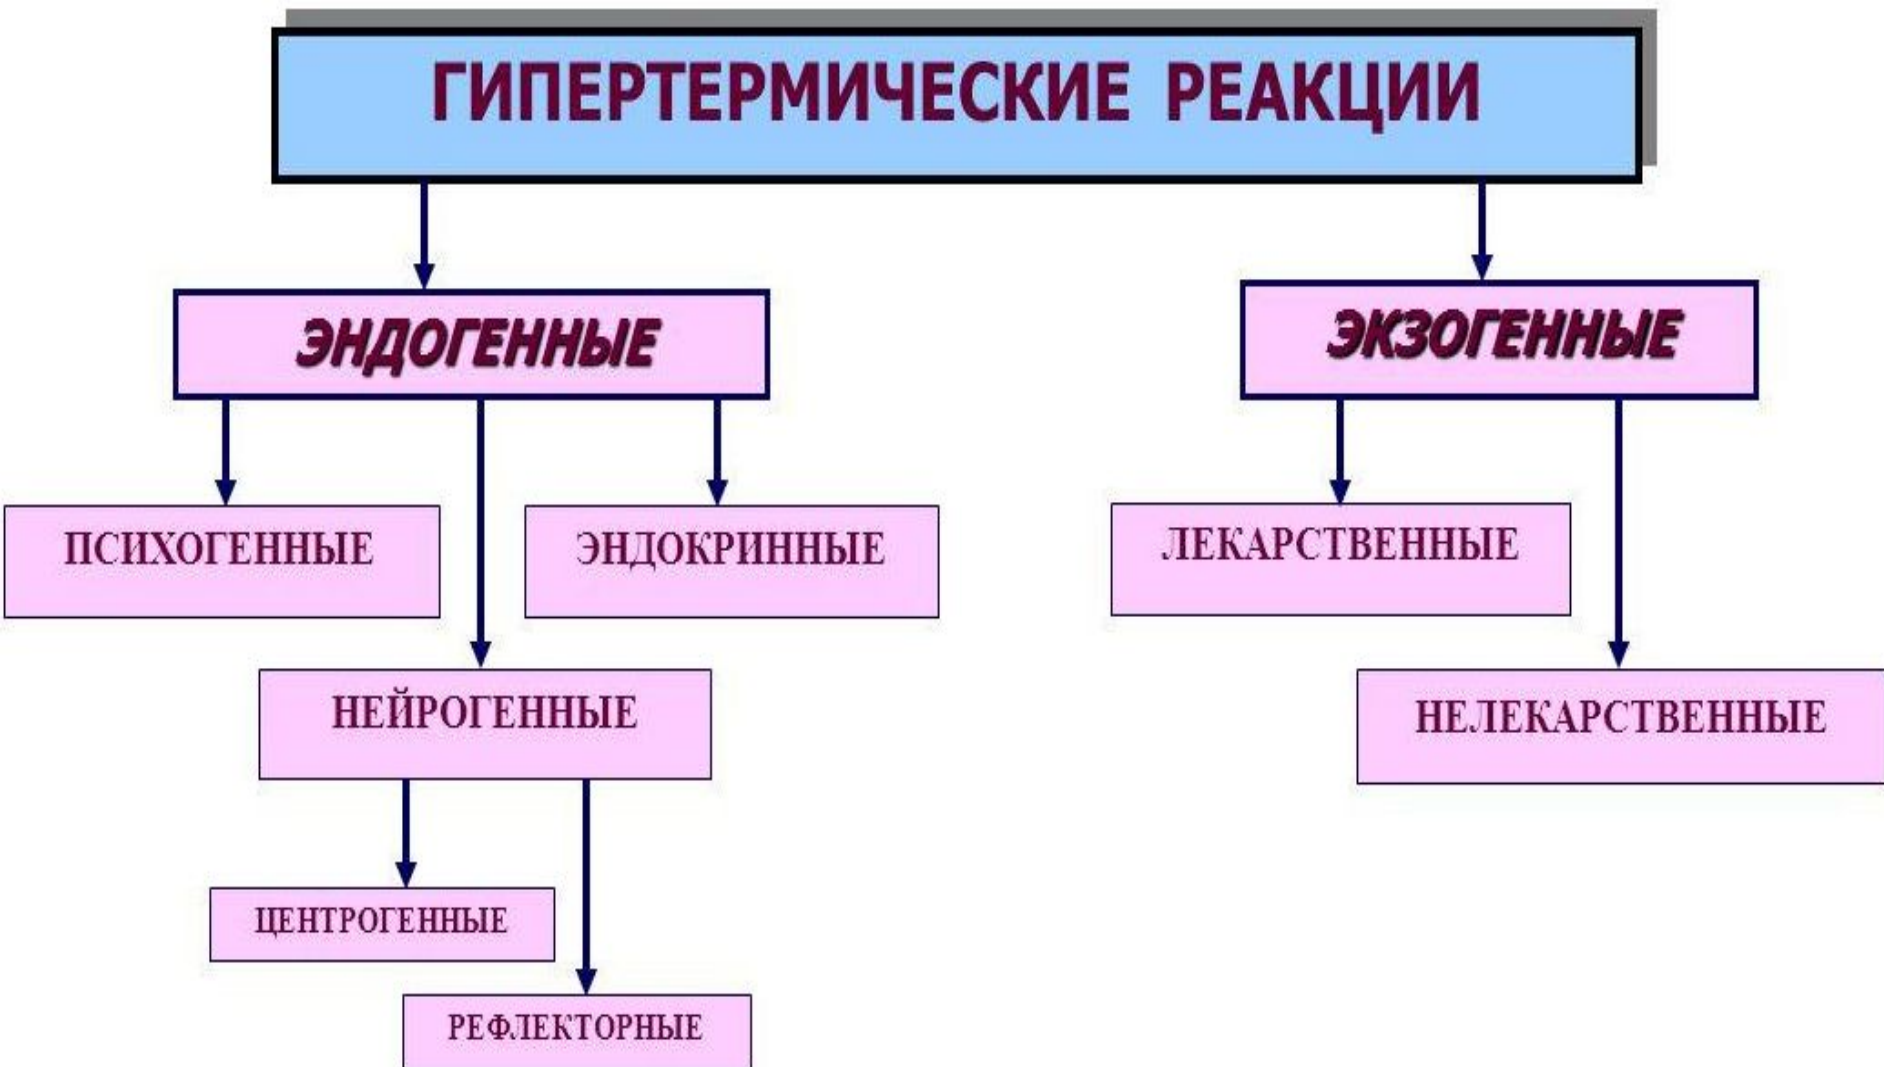 ГИПЕРТЕРМИЧЕСКИЕ РЕАКЦИИ
ЭНДОГЕННЫЕ
ЭКЗОГЕННЫЕ
ПСИХОГЕННЫЕ
ЭНДОКРИННЫЕ
ЛЕКАРСТВЕННЫЕ
НЕЙРОГЕННЫЕ
НЕЛЕКАРСТВЕННЫЕ
ЦЕНТРОГЕННЫЕ
РЕФЛЕКТОРНЫЕ